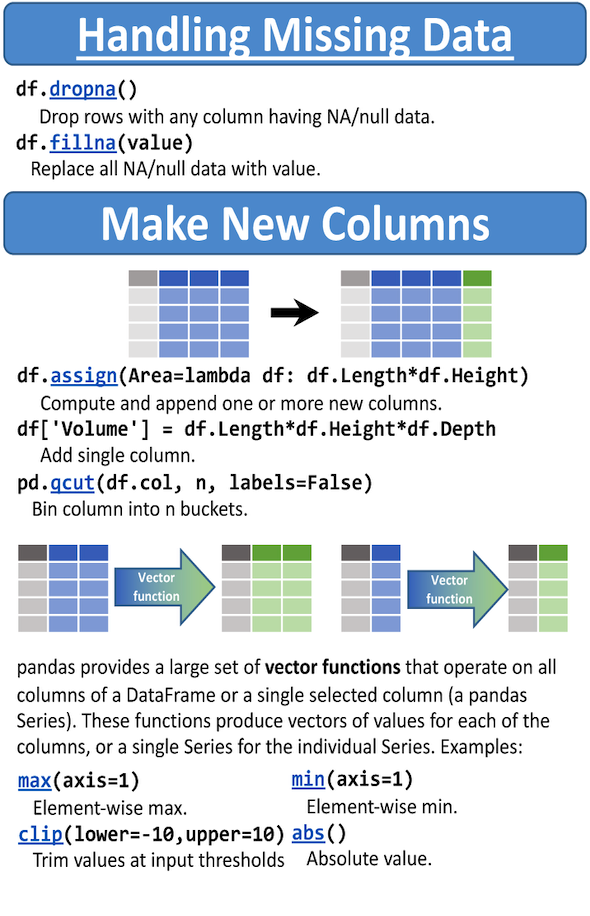 Handling Missing Data
df.dropna()
Drop rows with any column having NA/null data.
df.fillna(value)
Replace all NA/null data with value.
Make New Columns
df.assign(Area=lambda df: df.Length*df.Height)
Compute and append one or more new columns.
df['Volume'] = df.Length*df.Height*df.Depth
Add single column.
pd.qcut(df.col, n, labels=False)
Bin column into n buckets.
Vector
function
Vector
function
pandas provides a large set of vector functions that operate on all
columns of a DataFrame or a single selected column (a pandas
Series). These functions produce vectors of values for each of the
columns, or a single Series for the individual Series. Examples:
max(axis=1)
Element-wise max.
min(axis=1)
Element-wise min.
clip(lower=-10,upper=10)
Trim values at input thresholds
abs()
Absolute value.